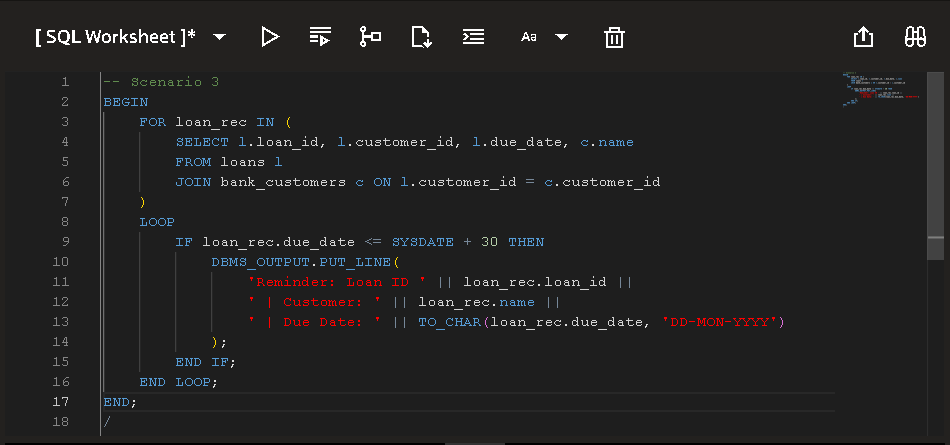 [ SQL Worksheet ]*
Aa
1 -- Scenario 3
2 BEGIN
3     FOR loan_rec IN (
4         SELECT l.loan_id, l.customer_id, l.due_date, c.name
5         FROM loans l
6         JOIN bank_customers c ON l.customer_id = c.customer_id
7     )
8     LOOP
9         IF loan_rec.due_date <= SYSDATE + 30 THEN
10             DBMS_OUTPUT.PUT_LINE(
11                 'Reminder: Loan ID ' || loan_rec.loan_id ||
12                 ' | Customer: ' || loan_rec.name ||
13                 ' | Due Date: ' || TO_CHAR(loan_rec.due_date, 'DD-MON-YYYY')
14             );
15         END IF;
16     END LOOP;
17 END;
18 /